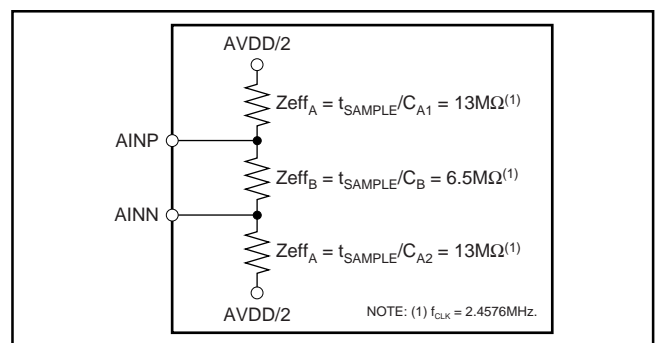 AVDD/2
Zeff_A = t_SAMPLE/C_A1 = 13MΩ⁽¹⁾
AINP
Zeff_B = t_SAMPLE/C_B = 6.5MΩ⁽¹⁾
AINN
Zeff_A = t_SAMPLE/C_A2 = 13MΩ⁽¹⁾
AVDD/2
NOTE: (1) f_CLK = 2.4576MHz.